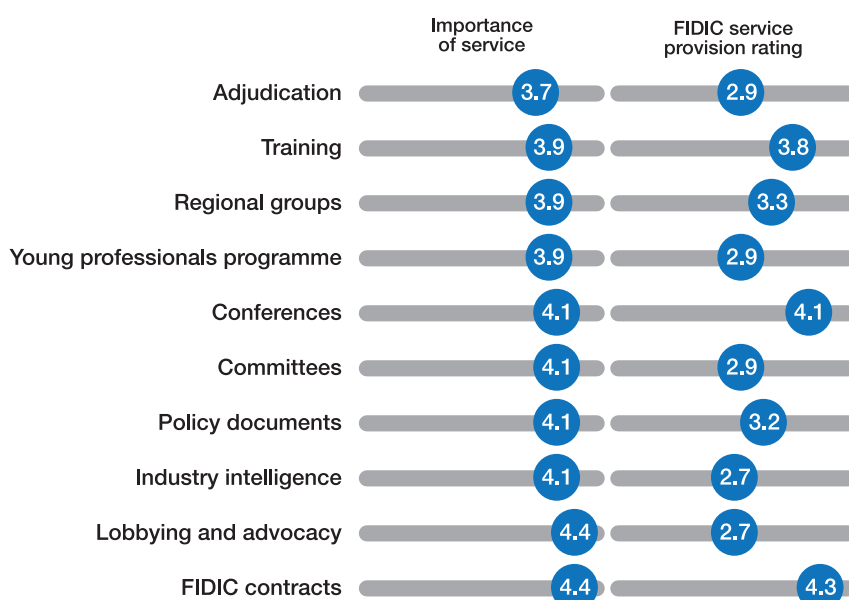 Importance
of service
FIDIC service
provision rating
Adjudication 3.7 2.9
Training 3.9 3.8
Regional groups 3.9 3.3
Young professionals programme 3.9 2.9
Conferences 4.1 4.1
Committees 4.1 2.9
Policy documents 4.1 3.2
Industry intelligence 4.1 2.7
Lobbying and advocacy 4.4 2.7
FIDIC contracts 4.4 4.3